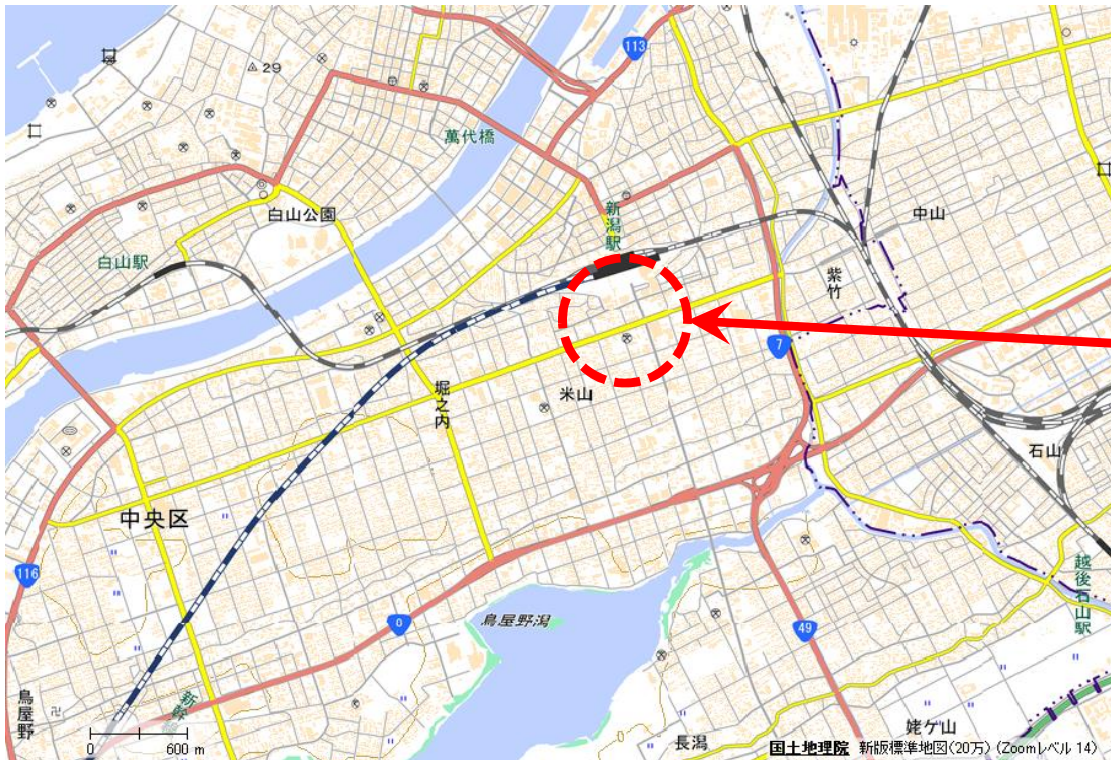 113
29
萬代橋
新潟駅
中山
白山公園
白山駅
紫竹
7
米山
堀之内
石山
中央区
116
越後石山駅
0
鳥屋野潟
49
新幹
鳥屋野
0 600 m
長潟
姥ケ山
国土地理院 新版標準地図(20万) (Zoomレベル 14)